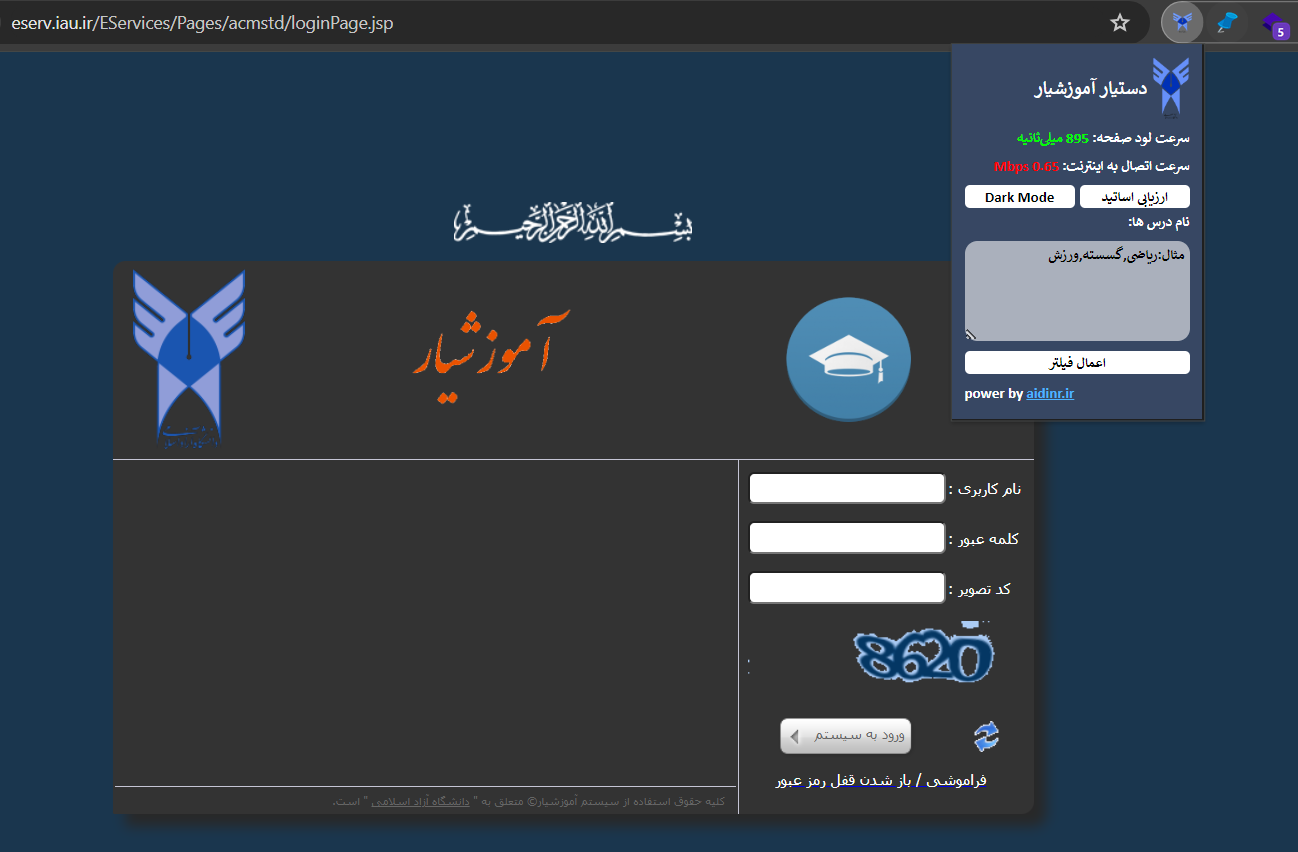 eserv.iau.ir/EServices/Pages/acmstd/loginPage.jsp
5
دستیار آموزشیار
سرعت لود صفحه: 895 میلی‌ثانیه
سرعت اتصال به اینترنت: 0.65 Mbps
ارزیابی اساتید
Dark Mode
نام درس ها:
مثال:ریاضی,گسسته,ورزش
اعمال فیلتر
power by aidinr.ir
بسم الله الرحمن الرحیم
آموزشیار
نام کاربری :
کلمه عبور :
کد تصویر :
8620
ورود به سیستم
فراموشی / باز شدن قفل رمز عبور
کلیه حقوق استفاده از سیستم آموزشیار© متعلق به " دانشگاه آزاد اسلامی " است.